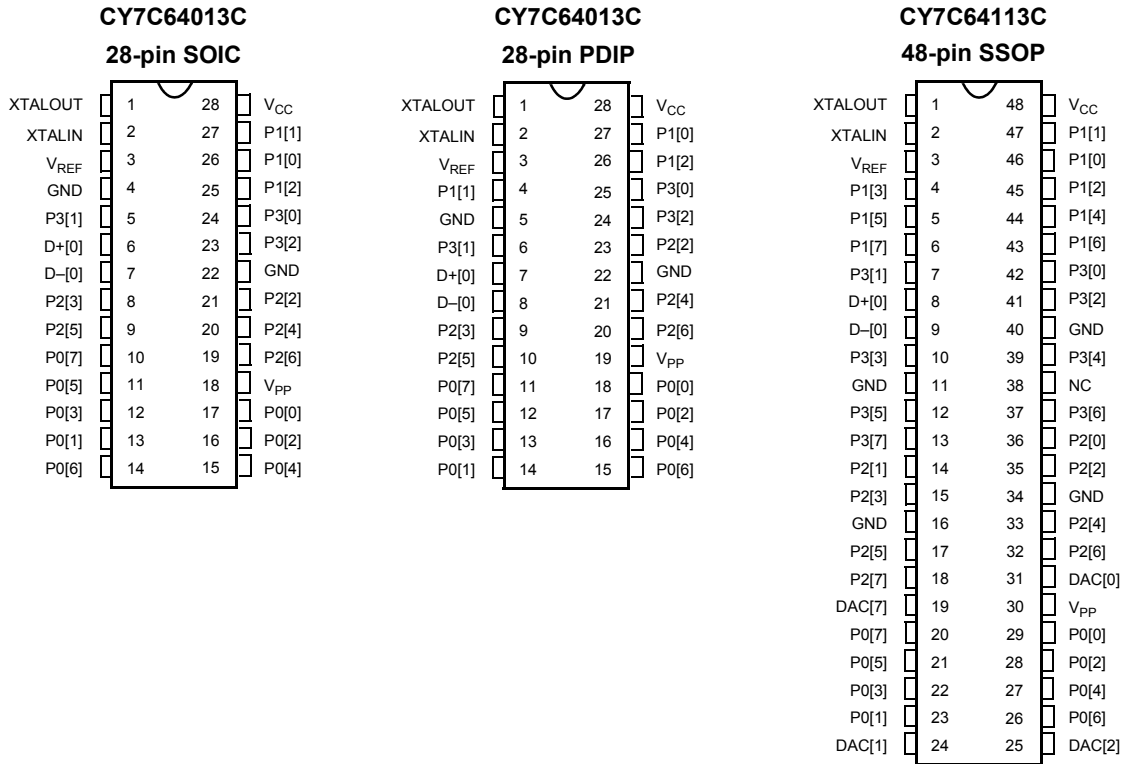 CY7C64013C
28-pin SOIC
XTALOUT 1 28 VCC
XTALIN 2 27 P1[1]
VREF 3 26 P1[0]
GND 4 25 P1[2]
P3[1] 5 24 P3[0]
D+[0] 6 23 P3[2]
D–[0] 7 22 GND
P2[3] 8 21 P2[2]
P2[5] 9 20 P2[4]
P0[7] 10 19 P2[6]
P0[5] 11 18 VPP
P0[3] 12 17 P0[0]
P0[1] 13 16 P0[2]
P0[6] 14 15 P0[4]
CY7C64013C
28-pin PDIP
XTALOUT 1 28 VCC
XTALIN 2 27 P1[0]
VREF 3 26 P1[2]
P1[1] 4 25 P3[0]
GND 5 24 P3[2]
P3[1] 6 23 P2[2]
D+[0] 7 22 GND
D–[0] 8 21 P2[4]
P2[3] 9 20 P2[6]
P2[5] 10 19 VPP
P0[7] 11 18 P0[0]
P0[5] 12 17 P0[2]
P0[3] 13 16 P0[4]
P0[1] 14 15 P0[6]
CY7C64113C
48-pin SSOP
XTALOUT 1 48 VCC
XTALIN 2 47 P1[1]
VREF 3 46 P1[0]
P1[3] 4 45 P1[2]
P1[5] 5 44 P1[4]
P1[7] 6 43 P1[6]
P3[1] 7 42 P3[0]
D+[0] 8 41 P3[2]
D–[0] 9 40 GND
P3[3] 10 39 P3[4]
GND 11 38 NC
P3[5] 12 37 P3[6]
P3[7] 13 36 P2[0]
P2[1] 14 35 P2[2]
P2[3] 15 34 GND
GND 16 33 P2[4]
P2[5] 17 32 P2[6]
P2[7] 18 31 DAC[0]
DAC[7] 19 30 VPP
P0[7] 20 29 P0[0]
P0[5] 21 28 P0[2]
P0[3] 22 27 P0[4]
P0[1] 23 26 P0[6]
DAC[1] 24 25 DAC[2]